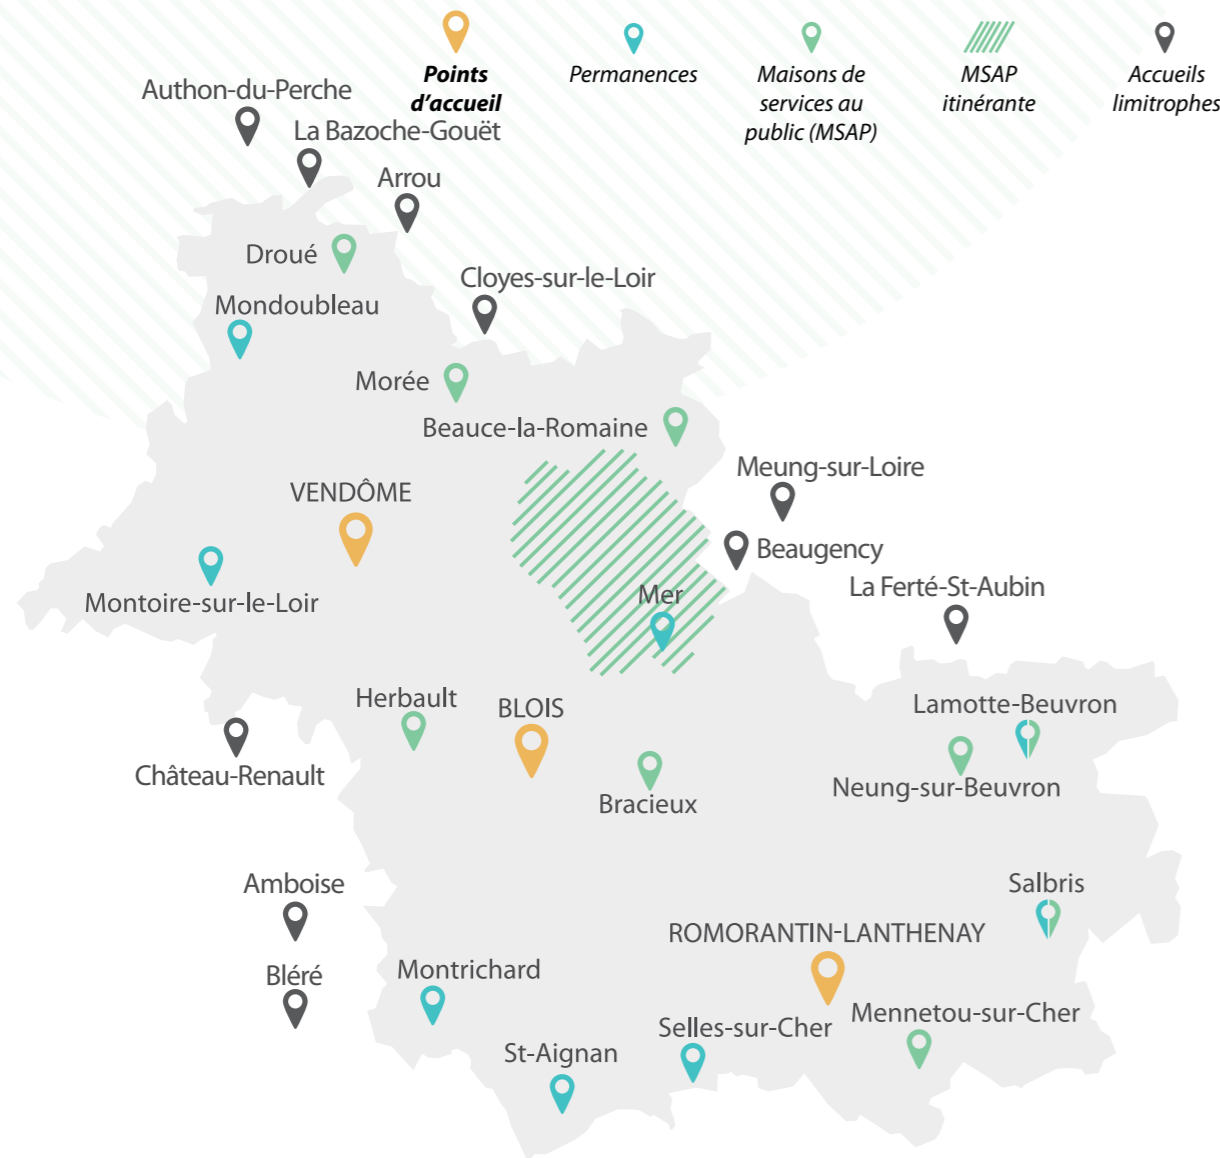 Points
d'accueil
Permanences
Maisons de
services au
public (MSAP)
MSAP
itinérante
Accueils
limitrophes
Authon-du-Perche
La Bazoche-Gouët
Arrou
Droué
Cloyes-sur-le-Loir
Mondoubleau
Morée
Beauce-la-Romaine
Meung-sur-Loire
VENDÔME
Beaugency
La Ferté-St-Aubin
Mer
Montoire-sur-le-Loir
Herbault
BLOIS
Lamotte-Beuvron
Château-Renault
Neung-sur-Beuvron
Bracieux
Amboise
Salbris
ROMORANTIN-LANTHENAY
Bléré
Montrichard
Mennetou-sur-Cher
Selles-sur-Cher
St-Aignan